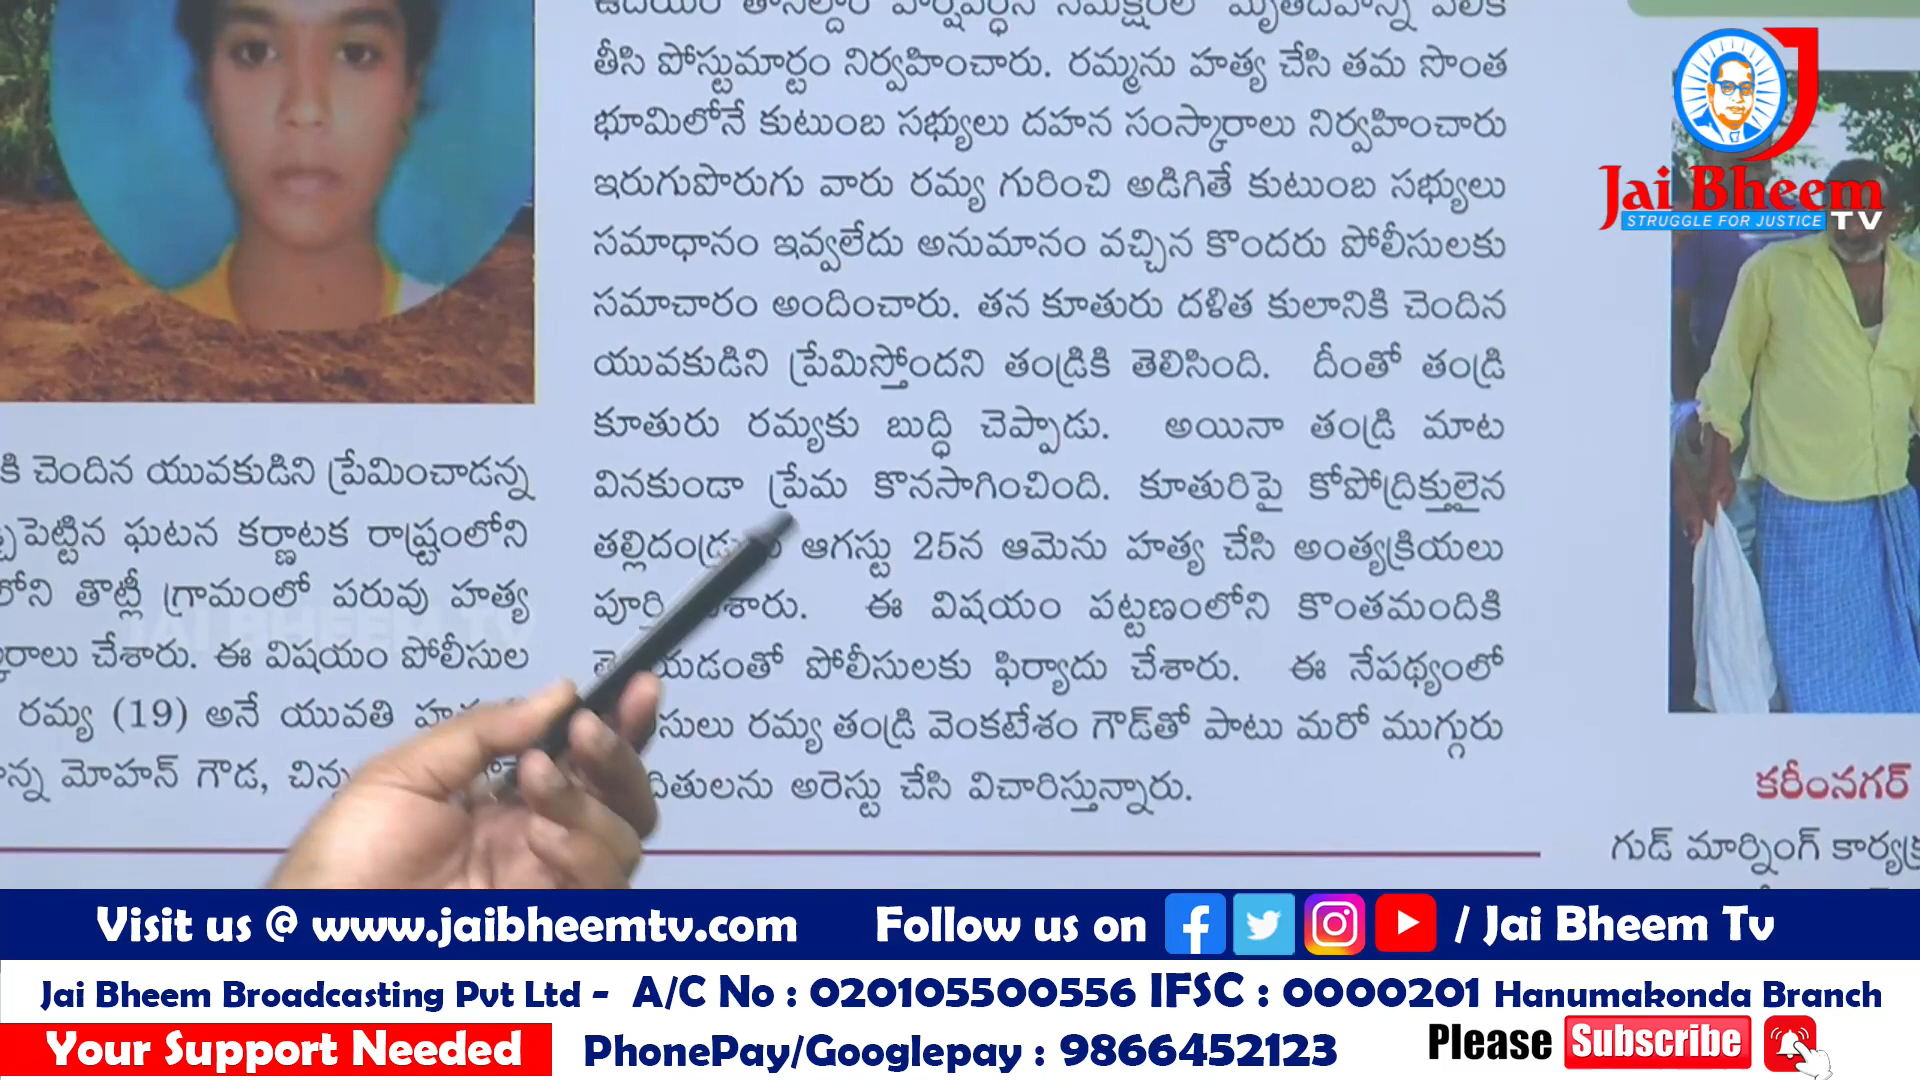 తీసి పోస్టుమార్టం నిర్వహించారు. రమ్మను హత్య చేసి తమ సొంత
భూమిలోనే కుటుంబ సభ్యులు దహన సంస్కారాలు నిర్వహించారు
ఇరుగుపొరుగు వారు రమ్య గురించి అడిగితే కుటుంబ సభ్యులు
సమాధానం ఇవ్వలేదు అనుమానం వచ్చిన కొందరు పోలీసులకు
సమాచారం అందించారు. తన కూతురు దళిత కులానికి చెందిన
యువకుడిని ప్రేమిస్తోందని తండ్రికి తెలిసింది. దీంతో తండ్రి
కూతురు రమ్యకు బుద్ధి చెప్పాడు. అయినా తండ్రి మాట
వినకుండా ప్రేమ కొనసాగించింది. కూతురిపై కోపోద్రిక్తులైన
ఆగస్టు 25న ఆమెను హత్య చేసి అంత్యక్రియలు
ఈ విషయం పట్టణంలోని కొంతమందికి
పోలీసులకు ఫిర్యాదు చేశారు. ఈ నేపథ్యంలో
రమ్య తండ్రి వెంకటేశం గౌడ్‌తో పాటు మరో ముగ్గురు
అరెస్టు చేసి విచారిస్తున్నారు.
కి చెందిన యువకుడిని ప్రేమించాడన్న
ఘటన కర్ణాటక రాష్ట్రంలోని
తొట్లీ గ్రామంలో పరువు హత్య
చేశారు. ఈ విషయం పోలీసుల
రమ్య (19) అనే యువతి
మోహన్ గౌడ,
JAI BHEEM TV
Jai Bheem
STRUGGLE FOR JUSTICE TV
కరీంనగర్
గుడ్ మార్నింగ్
Visit us @ www.jaibheemtv.com Follow us on / Jai Bheem Tv
Jai Bheem Broadcasting Pvt Ltd - A/C No : 020105500556 IFSC : 0000201 Hanumakonda Branch
Your Support Needed PhonePay/Googlepay : 9866452123 Please Subscribe